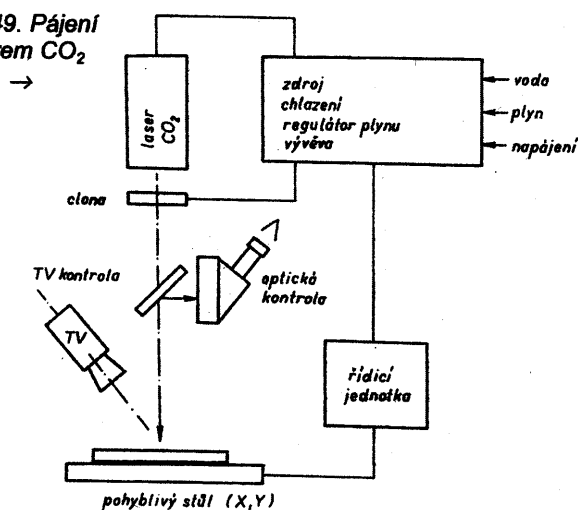 49. Pájení
rem CO₂
→
laser
CO₂
zdroj
chlazení
regulátor plynu
vývěva
voda
plyn
napájení
clona
TV kontrola
TV
optická
kontrola
řídicí
jednotka
pohyblivý stůl (X,Y)